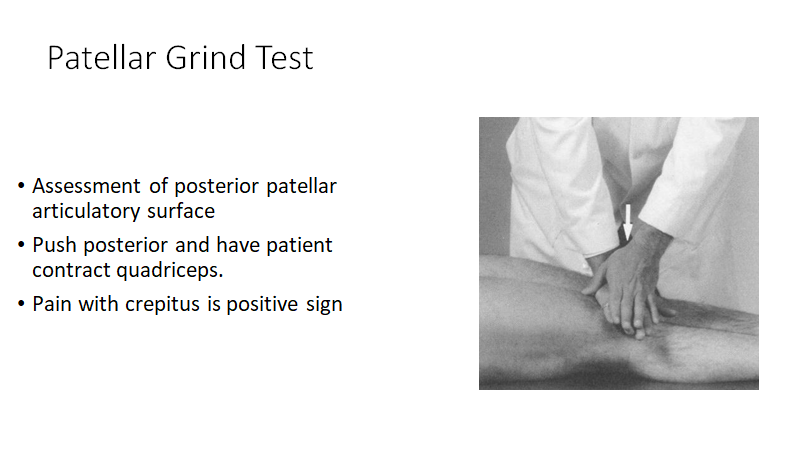 Patellar Grind Test
• Assessment of posterior patellar
articulatory surface
• Push posterior and have patient
contract quadriceps.
• Pain with crepitus is positive sign